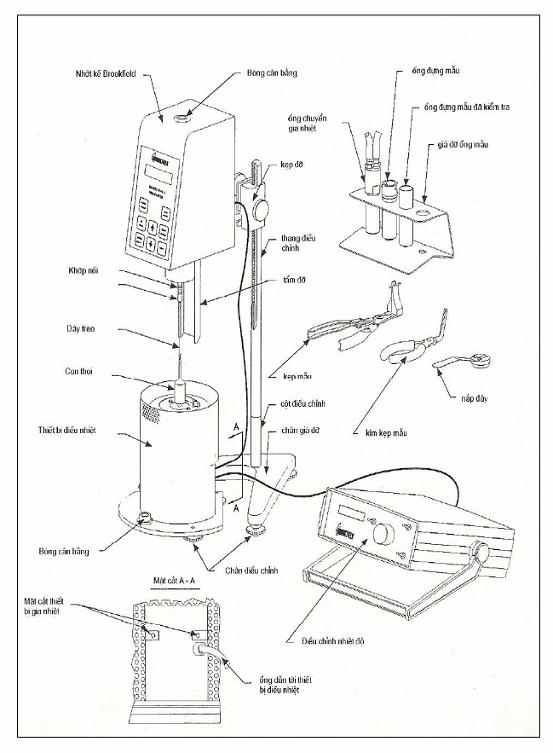 Nhớt kế Brookfield
Bóng cân bằng
ống đựng mẫu
ống chuyển
gia nhiệt
ống đựng mẫu đã kiểm tra
giá đỡ ống mẫu
kẹp đỡ
thang điều
chỉnh
Khớp nối
tấm đỡ
Dây treo
Con thoi
kẹp mẫu
nắp đậy
cột điều chỉnh
Thiết bị điều nhiệt
A
chân giá đỡ
kìm kẹp mẫu
A
Bóng cân bằng
Chân điều chỉnh
Mặt cắt A - A
Mặt cắt thiết
bị gia nhiệt
Điều chỉnh nhiệt độ
ống dẫn tới thiết
bị điều nhiệt